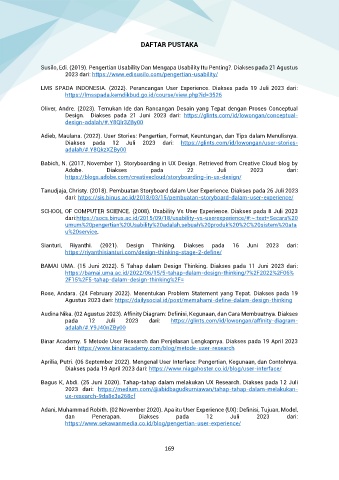 DAFTAR PUSTAKA
Susilo, Edi. (2019). Pengertian Usability Dan Mengapa Usability Itu Penting?. Diakses pada 21 Agustus
2023 dari: https://www.edisusilo.com/pengertian-usability/
LMS SPADA INDONESIA. (2022). Perancangan User Experience. Diakses pada 19 Juli 2023 dari:
https://lmsspada.kemdikbud.go.id/course/view.php?id=3526
Oliver, Andre. (2023). Temukan Ide dan Rancangan Desain yang Tepat dengan Proses Conceptual
Design. Diakses pada 21 Juni 2023 dari: https://glints.com/id/lowongan/conceptual-
design-adalah/#.Y8QkzZBy00
Adieb, Maulana. (2022). User Stories: Pengertian, Format, Keuntungan, dan Tips dalam Menulisnya.
Diakses pada 12 Juli 2023 dari: https://glints.com/id/lowongan/user-stories-
adalah/#.Y8QkzXZBy00
Babich, N. (2017, November 1). Storyboarding in UX Design. Retrieved from Creative Cloud blog by
Adobe. Diakses pada 22 Juli 2023 dari:
https://blogs.adobe.com/creativecloud/storyboarding-in-ux-design/
Tanudjaja, Christy. (2018). Pembuatan Storyboard dalam User Experience. Diakses pada 26 Juli 2023
dari: https://sis.binus.ac.id/2018/03/15/pembuatan-storyboard-dalam-user-experience/
SCHOOL OF COMPUTER SCIENCE. (2008). Usability Vs User Experience. Diakses pada 8 Juli 2023
dari:https://socs.binus.ac.id/2015/09/18/usability-vs-userexperience/#:~:text=Secara%20
umum%20pengertian%20Usability%20adalah,sebuah%20produk%20%2C%20sistem%20ata
u%20service.
Sianturi, Riyanthi. (2021). Design Thinking. Diakses pada 16 Juni 2023 dari:
https://riyanthisianturi.com/design-thinking-stage-2-define/
BAMAI UMA. (15 Juni 2022). 5 Tahap dalam Design Thinking. Diakses pada 11 Juni 2023 dari:
https://bamai.uma.ac.id/2022/06/15/5-tahap-dalam-design-thinking/?%2F2022%2F06%
2F15%2F5-tahap-dalam-design-thinking%2F=
Rose, Andara. (24 February 2022). Menentukan Problem Statement yang Tepat. Diakses pada 19
Agustus 2023 dari: https://dailysocial.id/post/memahami-define-dalam-design-thinking
Audina Nika. (02 Agustus 2023). Affinity Diagram: Definisi, Kegunaan, dan Cara Membuatnya. Diakses
pada 12 Juli 2023 dari: https://glints.com/id/lowongan/affinity-diagram-
Binar Academy. 5 Metode User Research dan Penjelasan Lengkapnya. Diakses pada 19 April 2023
dari: https://www.binaracademy.com/blog/metode-user-research
Aprilia, Putri. (06 September 2022). Mengenal User Interface: Pengertian, Kegunaan, dan Contohnya.
Diakses pada 19 April 2023 dari: https://www.niagahoster.co.id/blog/user-interface/
Bagus K, Abdi. (25 Juni 2020). Tahap-tahap dalam melakukan UX Research. Diakses pada 12 Juli
2023 dari: https://medium.com/@abdibagudkurniawan/tahap-tahap-dalam-melakukan-
Adani, Muhammad Robith. (02 November 2020). Apa itu User Experience (UX): Definisi, Tujuan, Model,
dan Penerapan. Diakses pada 12 Juli 2023 dari:
https://www.sekawanmedia.co.id/blog/pengertian-user-experience/
169